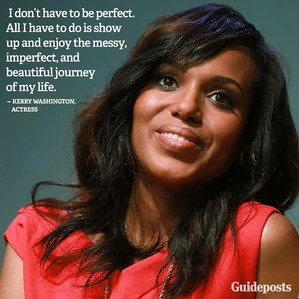 I don't have to be perfect.
All I have to do is show
up and enjoy the messy,
imperfect, and
beautiful journey
of my life.
– KERRY WASHINGTON,
ACTRESS
Guideposts